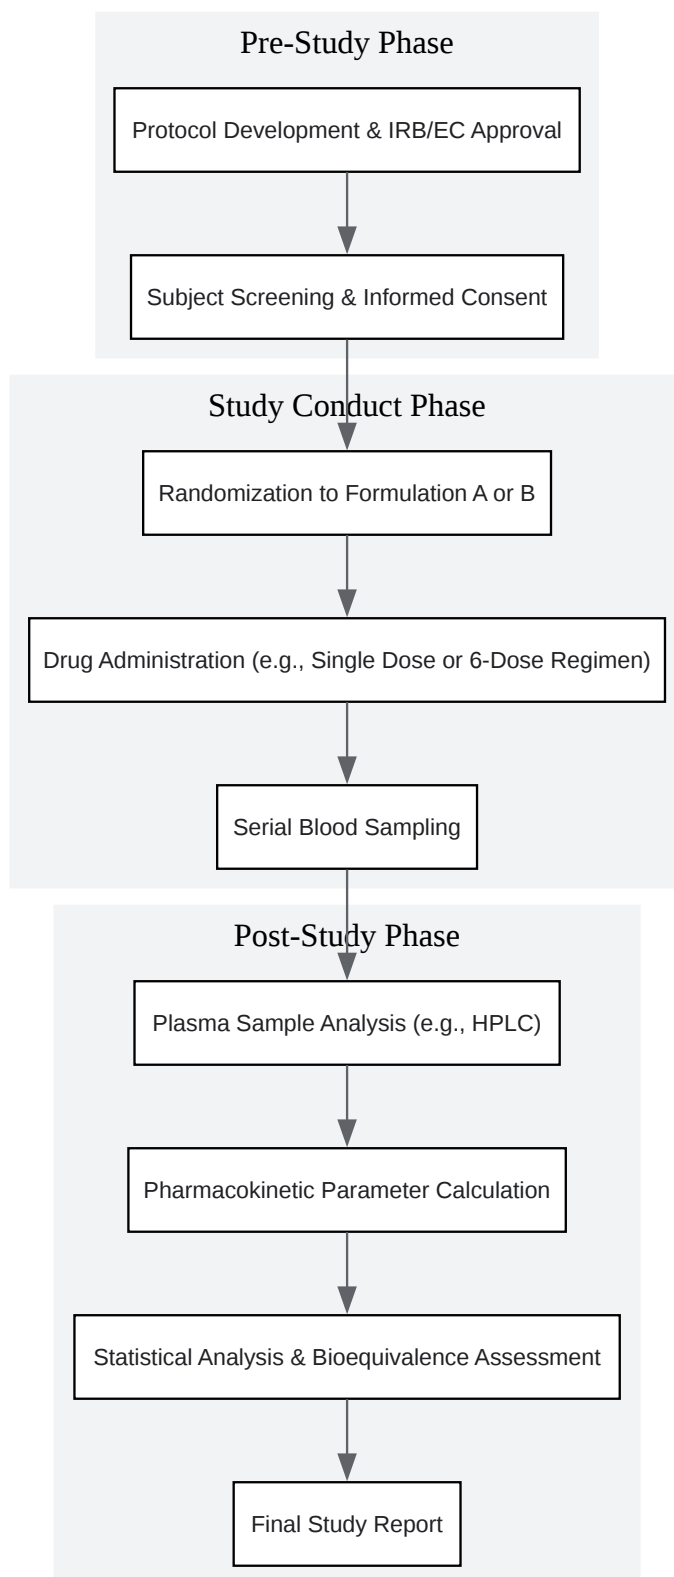 Pre-Study Phase
Protocol Development & IRB/EC Approval
Subject Screening & Informed Consent
Study Conduct Phase
Randomization to Formulation A or B
Drug Administration (e.g., Single Dose or 6-Dose Regimen)
Serial Blood Sampling
Post-Study Phase
Plasma Sample Analysis (e.g., HPLC)
Pharmacokinetic Parameter Calculation
Statistical Analysis & Bioequivalence Assessment
Final Study Report